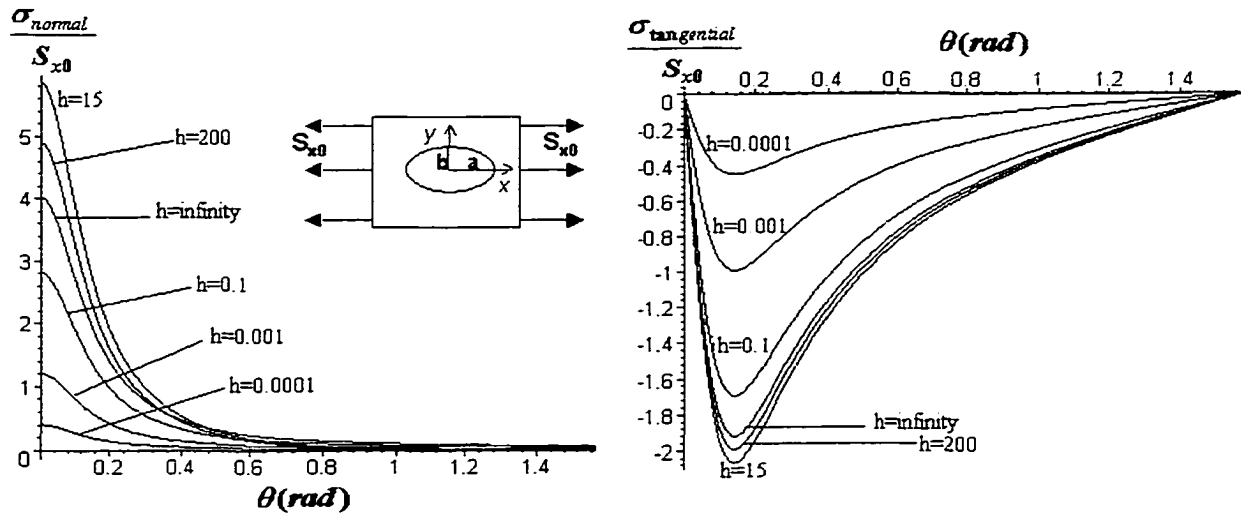 σnormal
Sx0
h=15
h=200
h=infinity
h=0.1
h=0.001
h=0.0001
5
4
3
2
1
0
0.2
0.4
0.6
0.8
1
1.2
1.4
θ(rad)
Sx0
Sx0
y
b
a
x
σtangential
Sx0
θ(rad)
0.2
0.4
0.6
0.8
1
1.2
1.4
0
-0.2
-0.4
-0.6
-0.8
-1
-1.2
-1.4
-1.6
-1.8
-2
h=0.0001
h=0.001
h=0.1
h=infinity
h=200
h=15